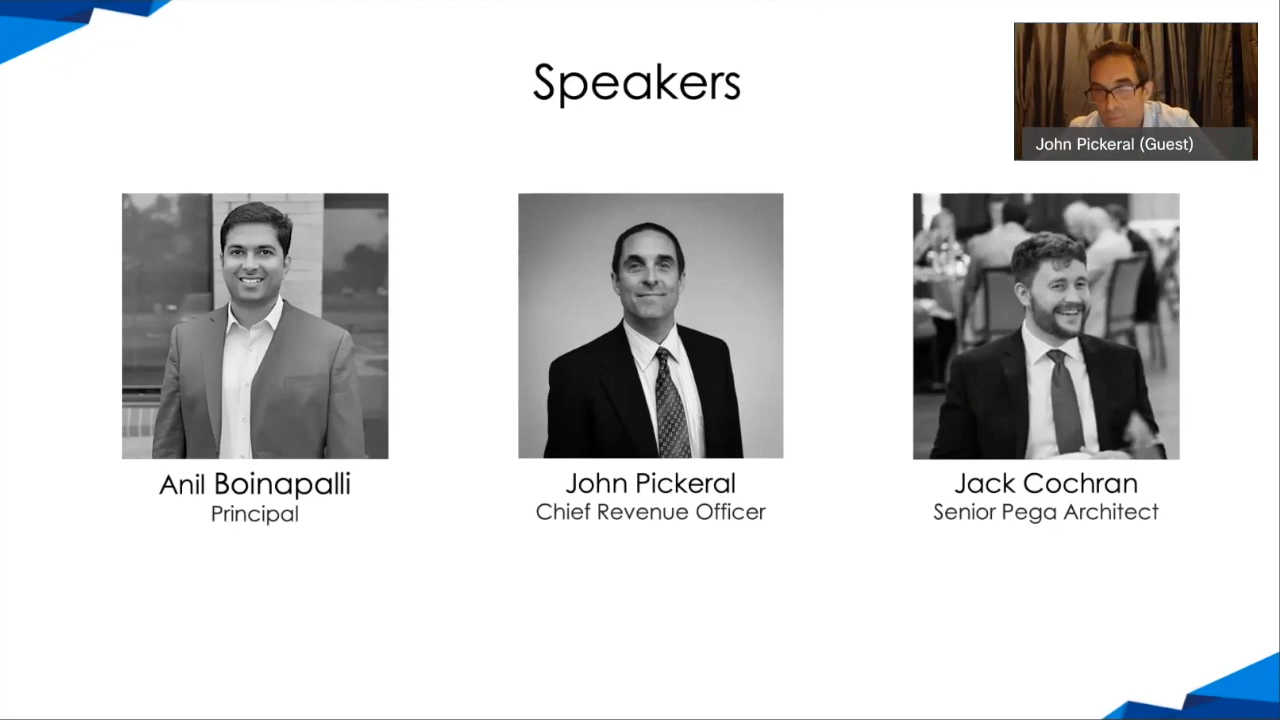 Speakers
John Pickeral (Guest)
Anil Boinapalli
Principal
John Pickeral
Chief Revenue Officer
Jack Cochran
Senior Pega Architect